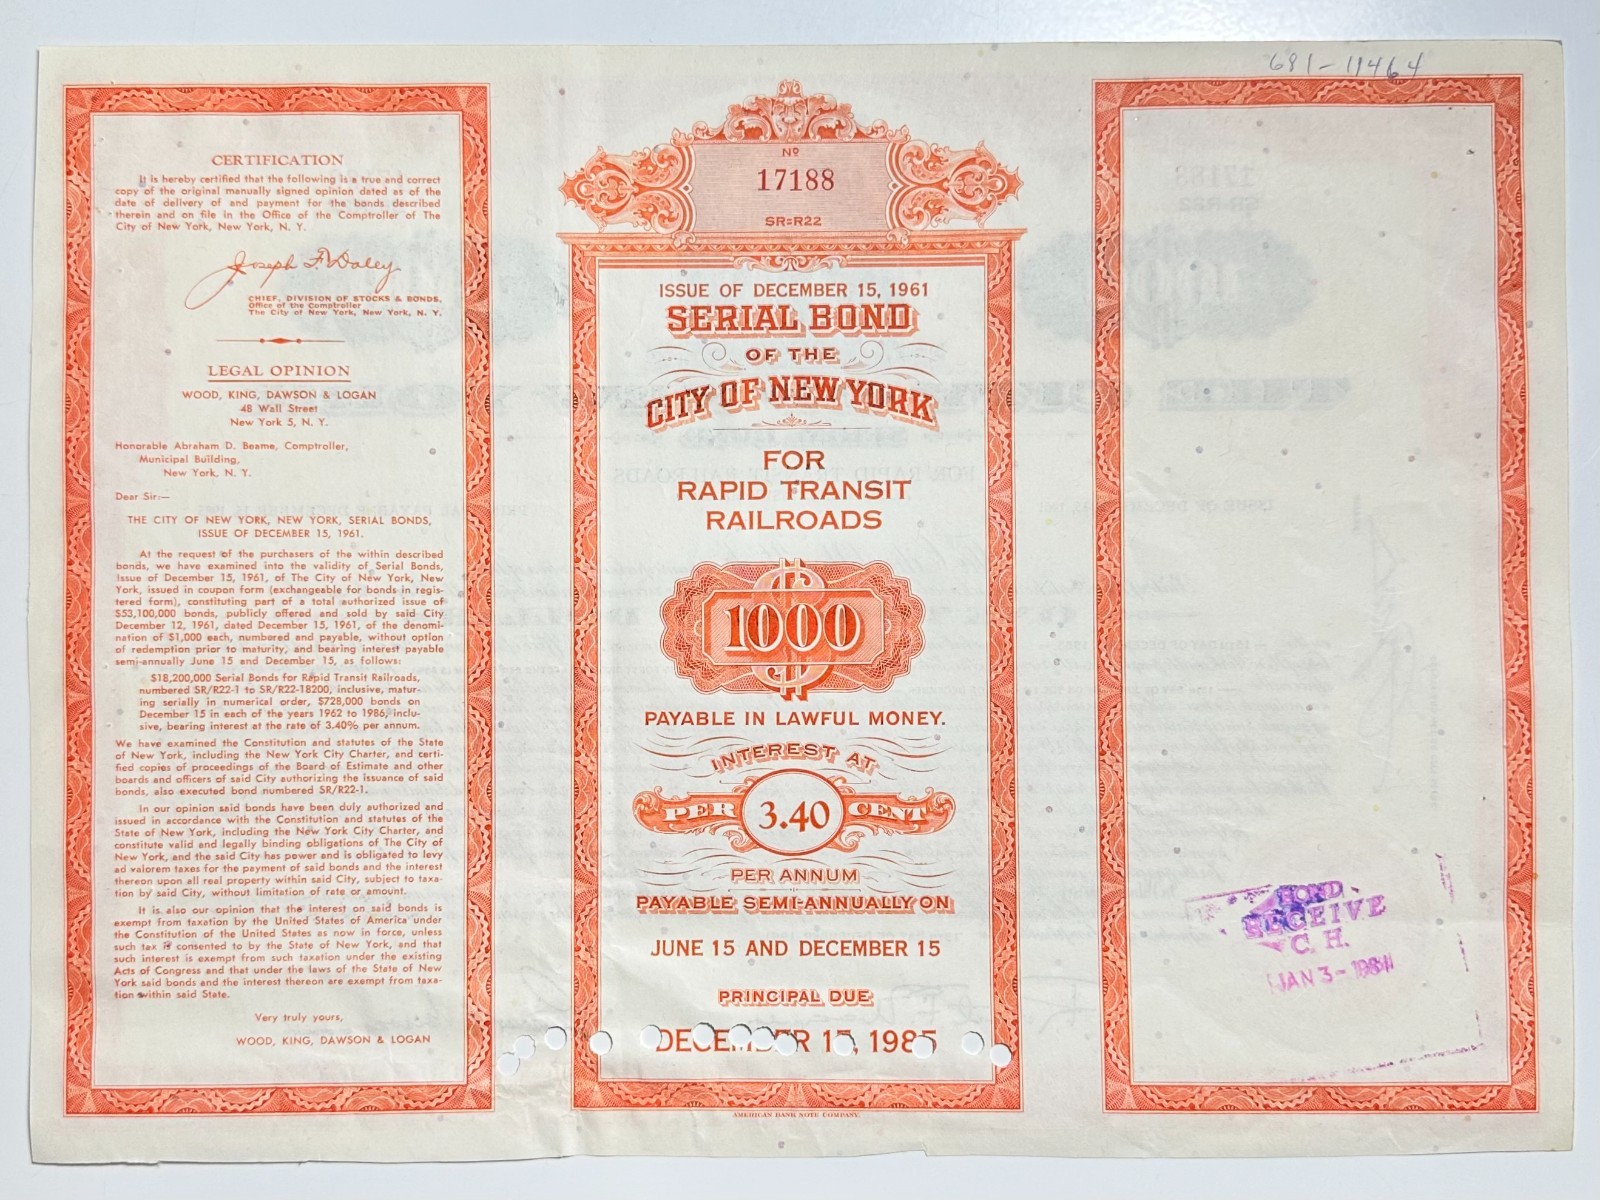 681-11464
CERTIFICATION
It is hereby certified that the following is a true and correct
copy of the original manually signed opinion dated as of the
date of delivery of and payment for the bonds described
therein and on file in the Office of the Comptroller of The
City of New York, New York, N. Y.
Joseph F. Daley
CHIEF, DIVISION OF STOCKS & BONDS,
Office of the Comptroller
The City of New York, New York, N. Y.
LEGAL OPINION
WOOD, KING, DAWSON & LOGAN
48 Wall Street
New York 5, N. Y.
Honorable Abraham D. Beame, Comptroller,
Municipal Building,
New York, N. Y.
Dear Sir:—
THE CITY OF NEW YORK, NEW YORK, SERIAL BONDS,
ISSUE OF DECEMBER 15, 1961.
At the request of the purchasers of the within described
bonds, we have examined into the validity of Serial Bonds,
Issue of December 15, 1961, of The City of New York, New
York, issued in coupon form (exchangeable for bonds in regis-
tered form), constituting part of a total authorized issue of
$53,100,000 bonds, publicly offered and sold by said City
December 12, 1961, dated December 15, 1961, of the denomi-
nation of $1,000 each, numbered and payable, without option
of redemption prior to maturity, and bearing interest payable
semi-annually June 15 and December 15, as follows:
$18,200,000 Serial Bonds for Rapid Transit Railroads,
numbered SR/R22-1 to SR/R22-18200, inclusive, matur-
ing serially in numerical order, $728,000 bonds on
December 15 in each of the years 1962 to 1986, inclu-
sive, bearing interest at the rate of 3.40% per annum.
We have examined the Constitution and statutes of the State
of New York, including the New York City Charter, and certi-
fied copies of proceedings of the Board of Estimate and other
boards and officers of said City authorizing the issuance of said
bonds, also executed bond numbered SR/R22-1.
In our opinion said bonds have been duly authorized and
issued in accordance with the Constitution and statutes of the
State of New York, including the New York City Charter, and
constitute valid and legally binding obligations of The City of
New York, and the said City has power and is obligated to levy
ad valorem taxes for the payment of said bonds and the interest
thereon upon all real property within said City, subject to taxa-
tion by said City, without limitation of rate or amount.
It is also our opinion that the interest on said bonds is
exempt from taxation by the United States of America under
the Constitution of the United States as now in force, unless
such tax is consented to by the State of New York, and that
such interest is exempt from such taxation under the existing
Acts of Congress and that under the laws of the State of New
York said bonds and the interest thereon are exempt from taxa-
tion within said State.
Very truly yours,
WOOD, KING, DAWSON & LOGAN
Nº
17188
SR=R22
ISSUE OF DECEMBER 15, 1961
SERIAL BOND
OF THE
CITY OF NEW YORK
FOR
RAPID TRANSIT
RAILROADS
$1000
PAYABLE IN LAWFUL MONEY.
INTEREST AT
PER 3.40 CENT
PER ANNUM
PAYABLE SEMI-ANNUALLY ON
JUNE 15 AND DECEMBER 15
PRINCIPAL DUE
DECEMBER 15, 1985
AMERICAN BANK NOTE COMPANY.
BOND
RECEIVE
C. H.
JAN 3-